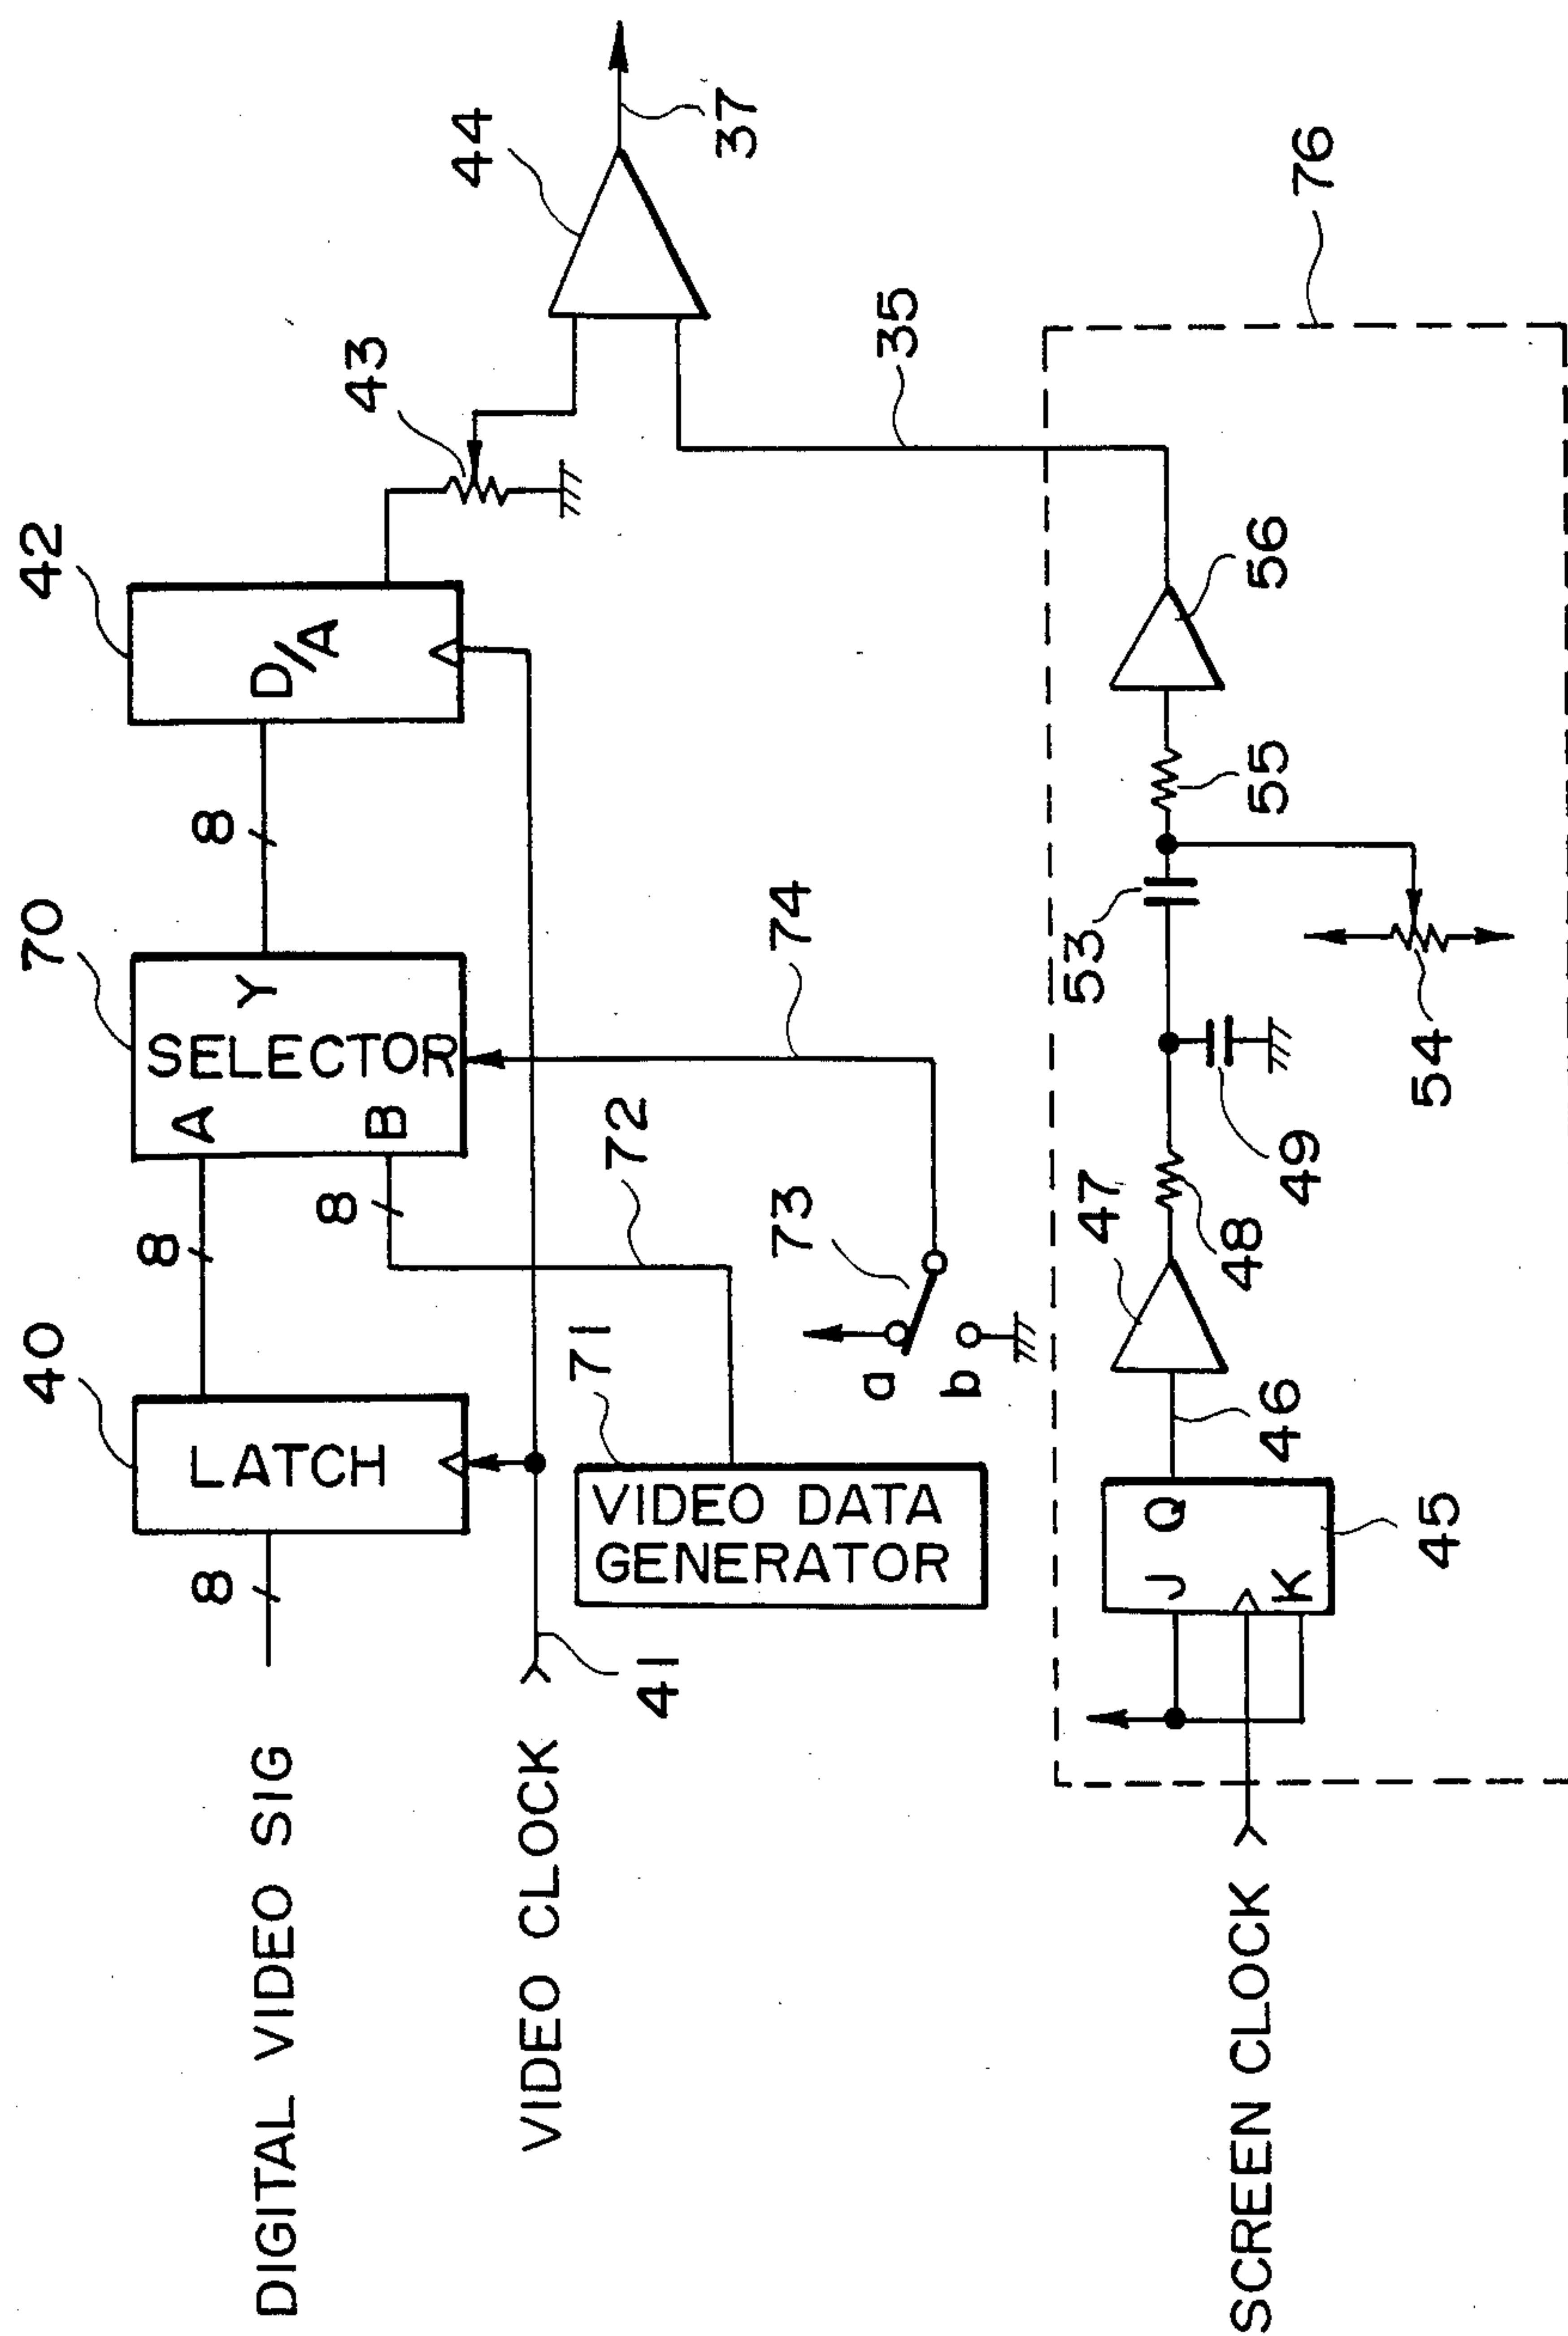 40
70
42
43
44
LATCH
A
SELECTOR
Y
B
D/A
8
8
8
8
DIGITAL VIDEO SIG
VIDEO CLOCK
41
71
72
74
VIDEO DATA
GENERATOR
73
a
b
37
35
76
SCREEN CLOCK
J
Q
K
45
46
47
48
49
53
54
55
56